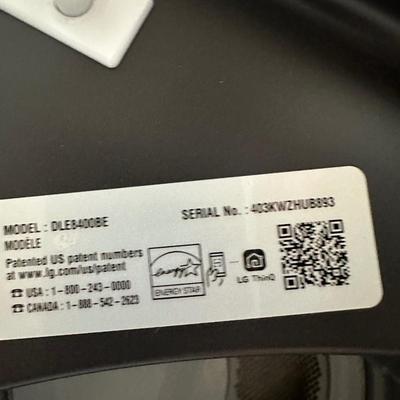 MODEL : DLE8400BE
SERIAL No. : 403KWZHUB893
MODÈLE
Patented US patent numbers
at www.lg.com/us/patent
☎ USA : 1-800-243-0000
☎ CANADA : 1-888-542-2623
energy
ENERGY STAR
LG ThinQ